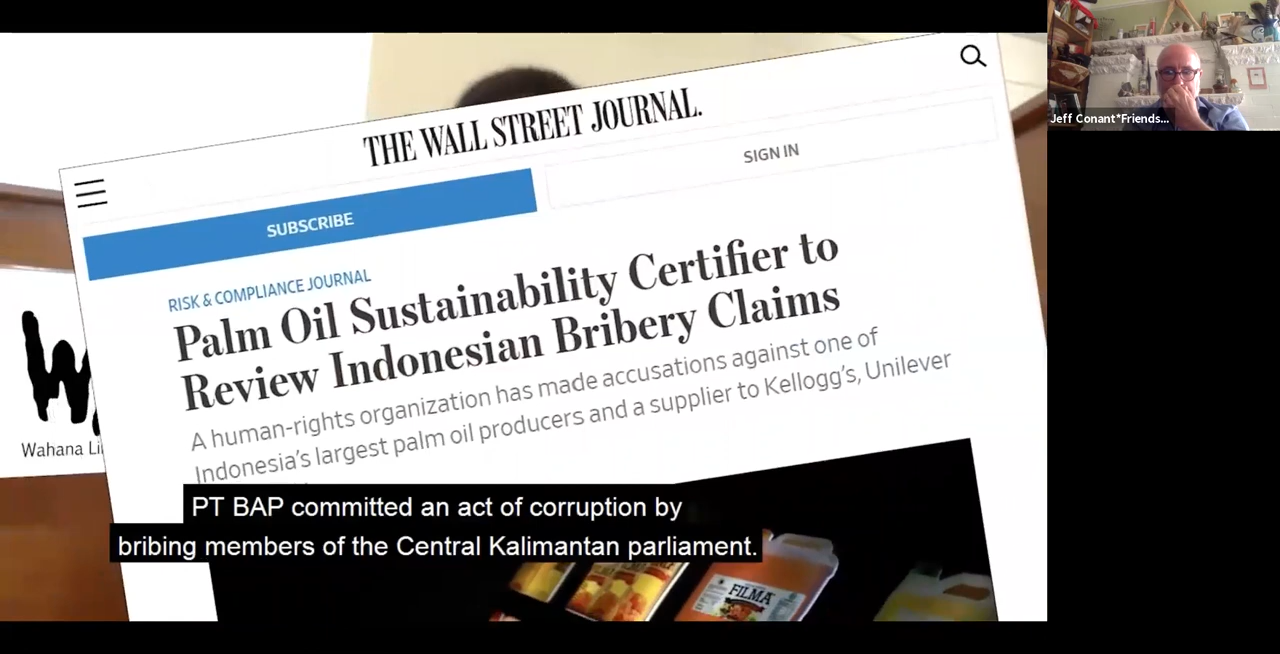 THE WALL STREET JOURNAL.
SUBSCRIBE
SIGN IN
RISK & COMPLIANCE JOURNAL
Palm Oil Sustainability Certifier to
Review Indonesian Bribery Claims
A human-rights organization has made accusations against one of
Indonesia's largest palm oil producers and a supplier to Kellogg's, Unilever
Wahana Li
PT BAP committed an act of corruption by
bribing members of the Central Kalimantan parliament.
FILMA
Jeff Conant*Friends...